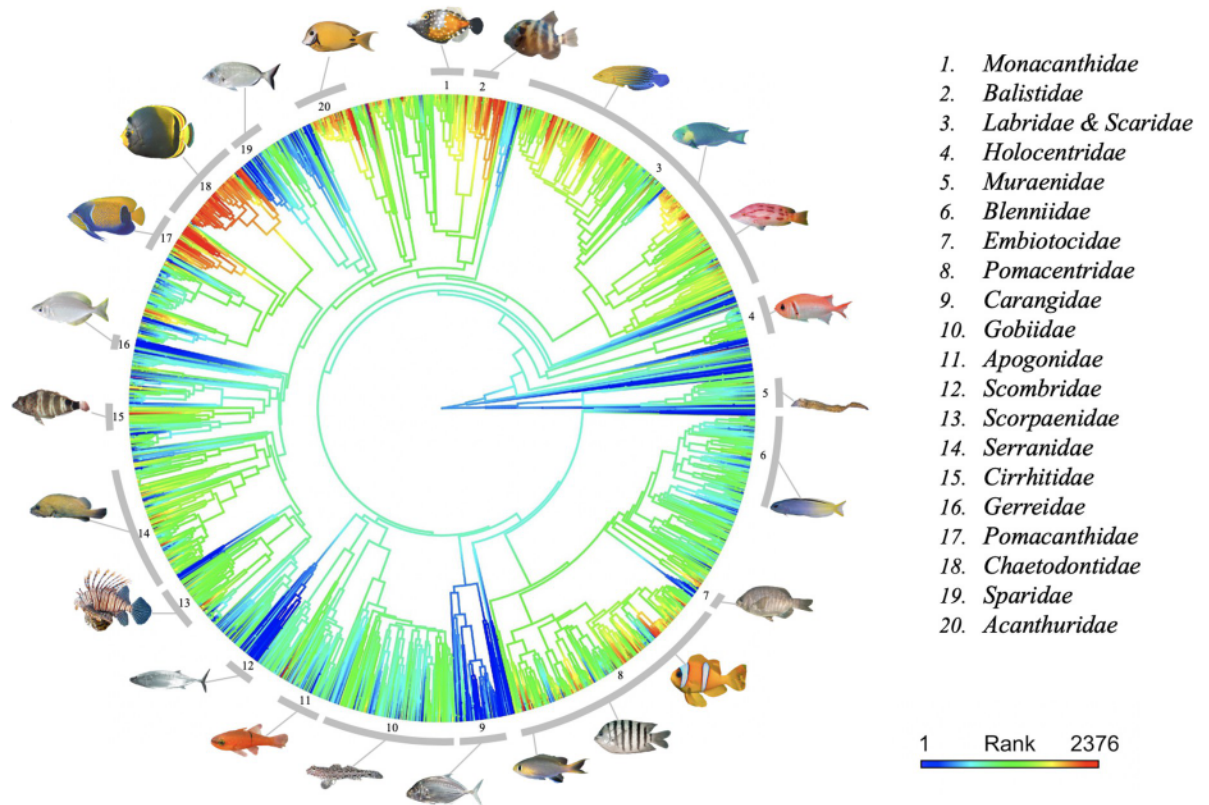 1
2
3
4
5
6
7
8
9
10
11
12
13
14
15
16
17
18
19
20
1. Monacanthidae
2. Balistidae
3. Labridae & Scaridae
4. Holocentridae
5. Muraenidae
6. Blenniidae
7. Embiotocidae
8. Pomacentridae
9. Carangidae
10. Gobiidae
11. Apogonidae
12. Scombridae
13. Scorpaenidae
14. Serranidae
15. Cirrhitidae
16. Gerreidae
17. Pomacanthidae
18. Chaetodontidae
19. Sparidae
20. Acanthuridae
1 Rank 2376